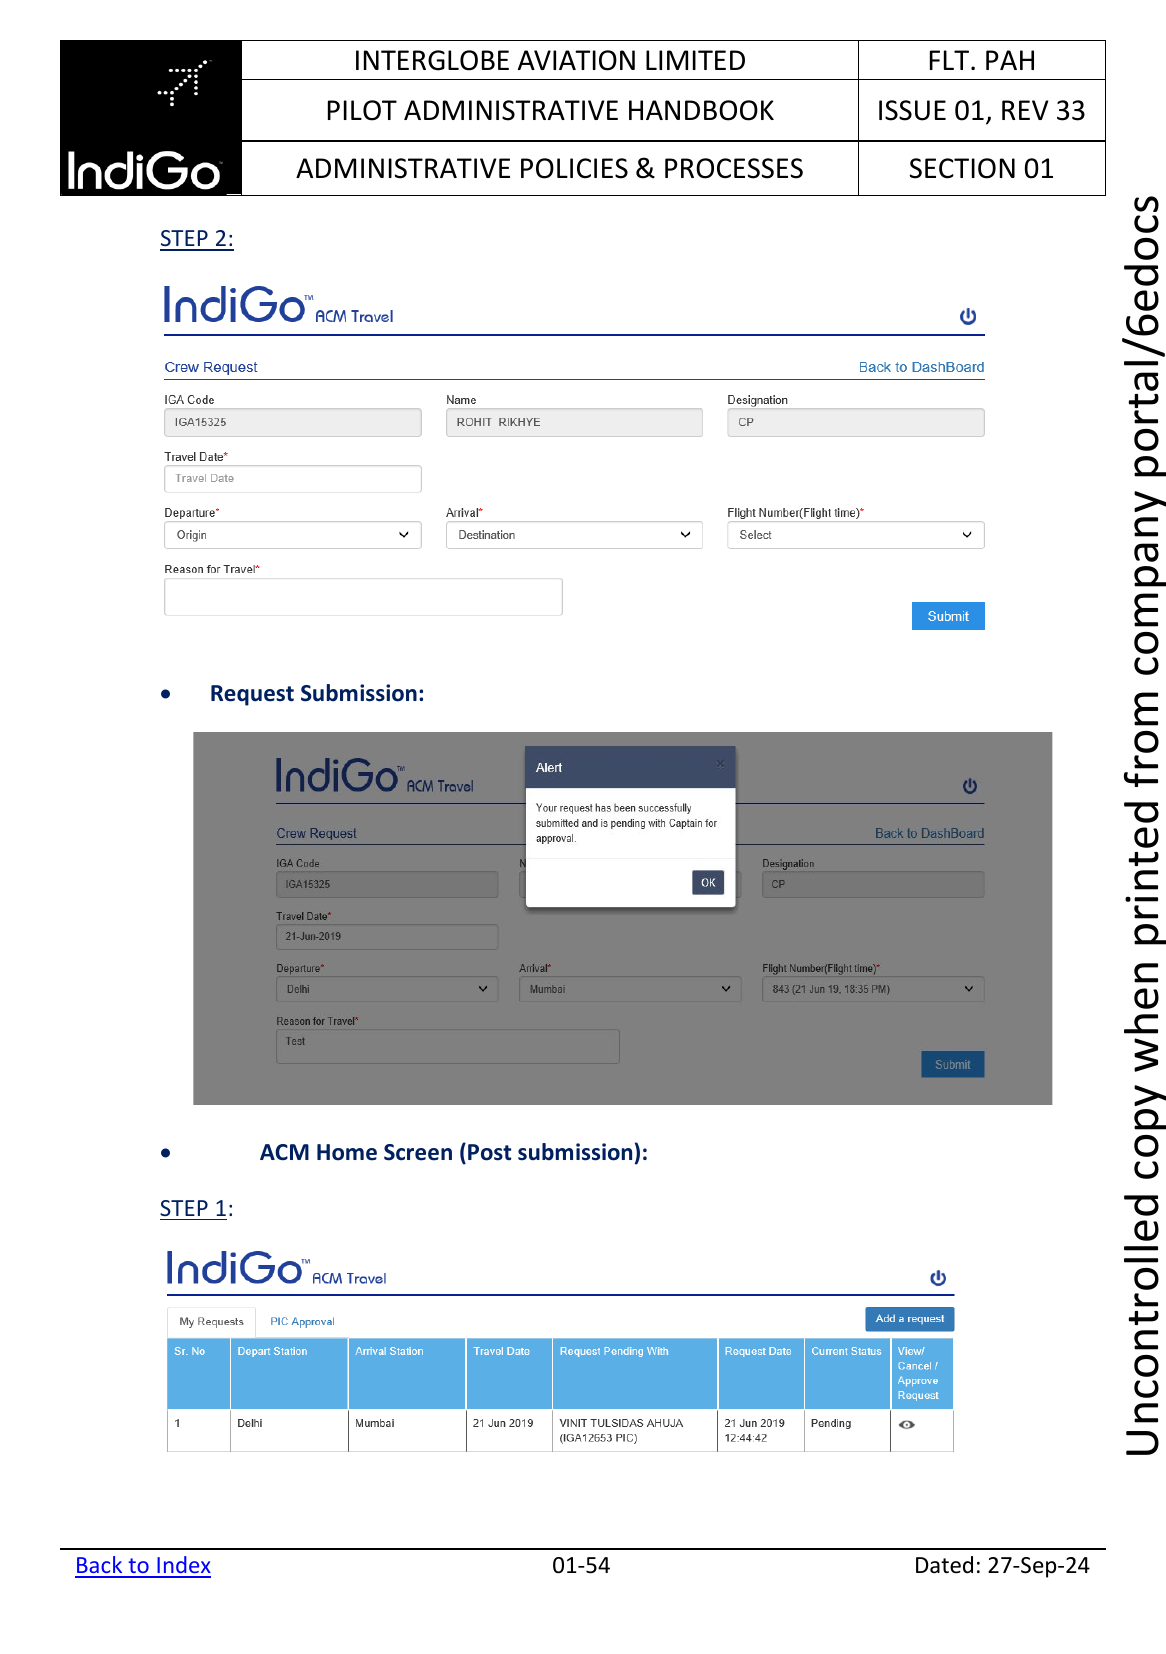 INTERGLOBE AVIATION LIMITED
FLT. PAH
IndiGo
PILOT ADMINISTRATIVE HANDBOOK
ISSUE 01, REV 33
ADMINISTRATIVE POLICIES & PROCESSES
SECTION 01
STEP 2:
IndiGo™ ACM Travel
Crew Request
Back to DashBoard
IGA Code
Name
Designation
IGA15325
ROHIT RIKHYE
CP
Travel Date*
Travel Date
Departure*
Arrival*
Flight Number(Flight time)*
Origin
Destination
Select
Reason for Travel*
Submit
• Request Submission:
IndiGo™ ACM Travel
Alert
×
Your request has been successfully
submitted and is pending with Captain for
approval.
OK
Crew Request
Back to DashBoard
IGA Code
N
Designation
IGA15325
CP
Travel Date*
21-Jun-2019
Departure*
Arrival*
Flight Number(Flight time)*
Delhi
Mumbai
843 (21 Jun 19, 18:35 PM)
Reason for Travel*
Test
Submit
• ACM Home Screen (Post submission):
STEP 1:
IndiGo™ ACM Travel
My Requests
PIC Approval
Add a request
Sr. No
Depart Station
Arrival Station
Travel Date
Request Pending With
Request Date
Current Status
View/
Cancel /
Approve
Request
1
Delhi
Mumbai
21 Jun 2019
VINIT TULSIDAS AHUJA
(IGA12653 PIC)
21 Jun 2019
12:44:42
Pending
Back to Index
01-54
Dated: 27-Sep-24
Uncontrolled copy when printed from company portal/6edocs